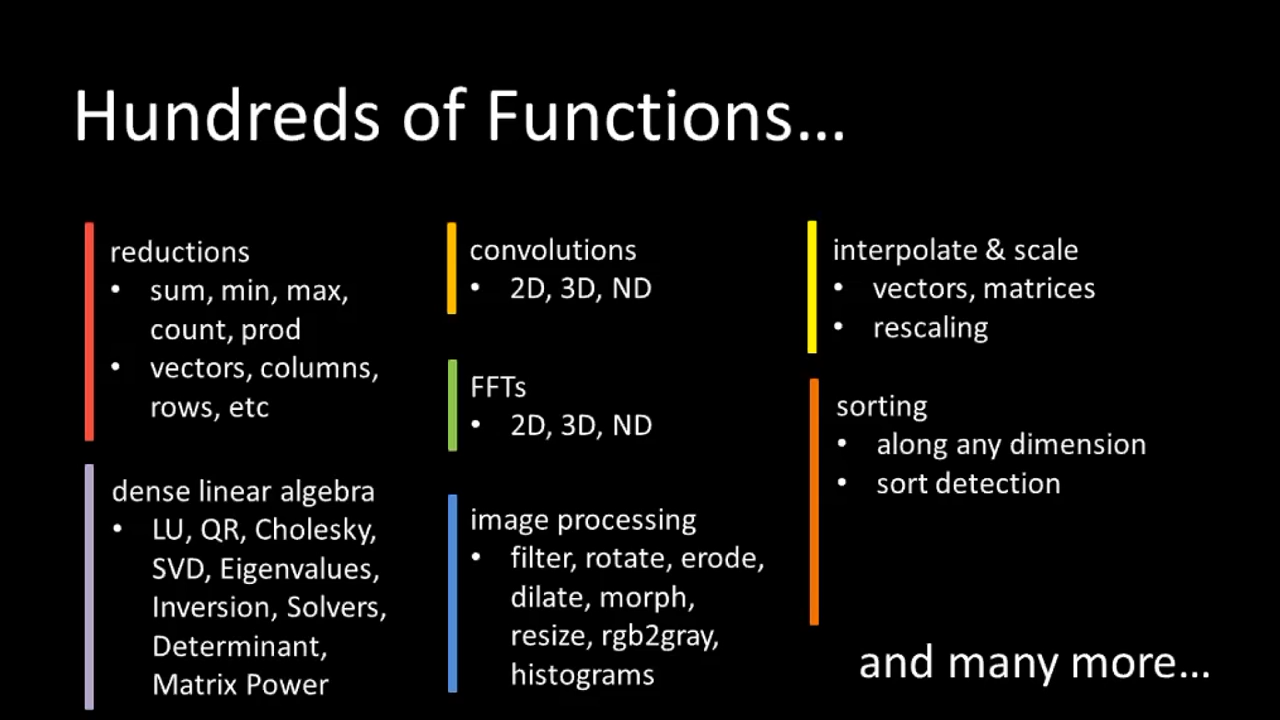 Hundreds of Functions...
reductions
• sum, min, max,
count, prod
• vectors, columns,
rows, etc
dense linear algebra
• LU, QR, Cholesky,
SVD, Eigenvalues,
Inversion, Solvers,
Determinant,
Matrix Power
convolutions
• 2D, 3D, ND
FFTs
• 2D, 3D, ND
image processing
• filter, rotate, erode,
dilate, morph,
resize, rgb2gray,
histograms
interpolate & scale
• vectors, matrices
• rescaling
sorting
• along any dimension
• sort detection
and many more...